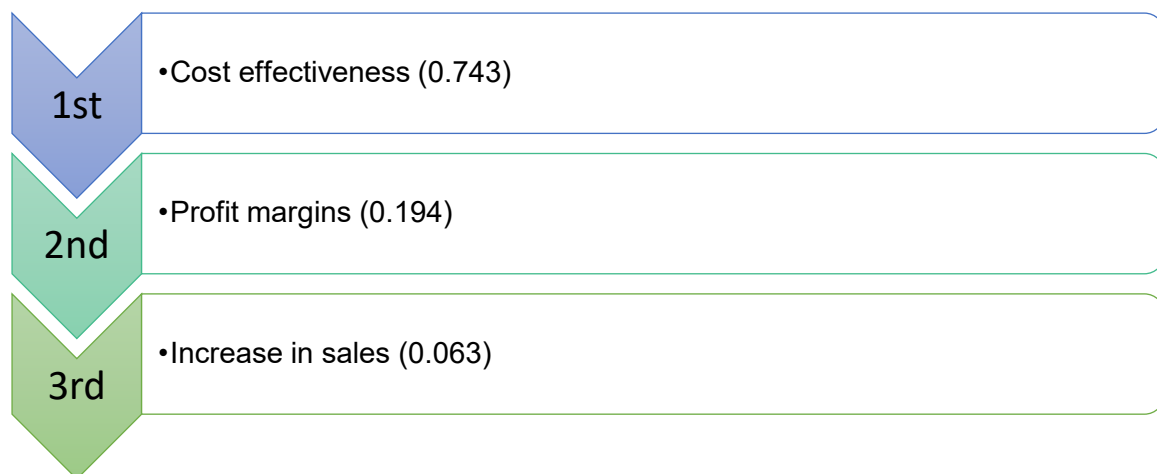 1st
•Cost effectiveness (0.743)
2nd
•Profit margins (0.194)
3rd
•Increase in sales (0.063)